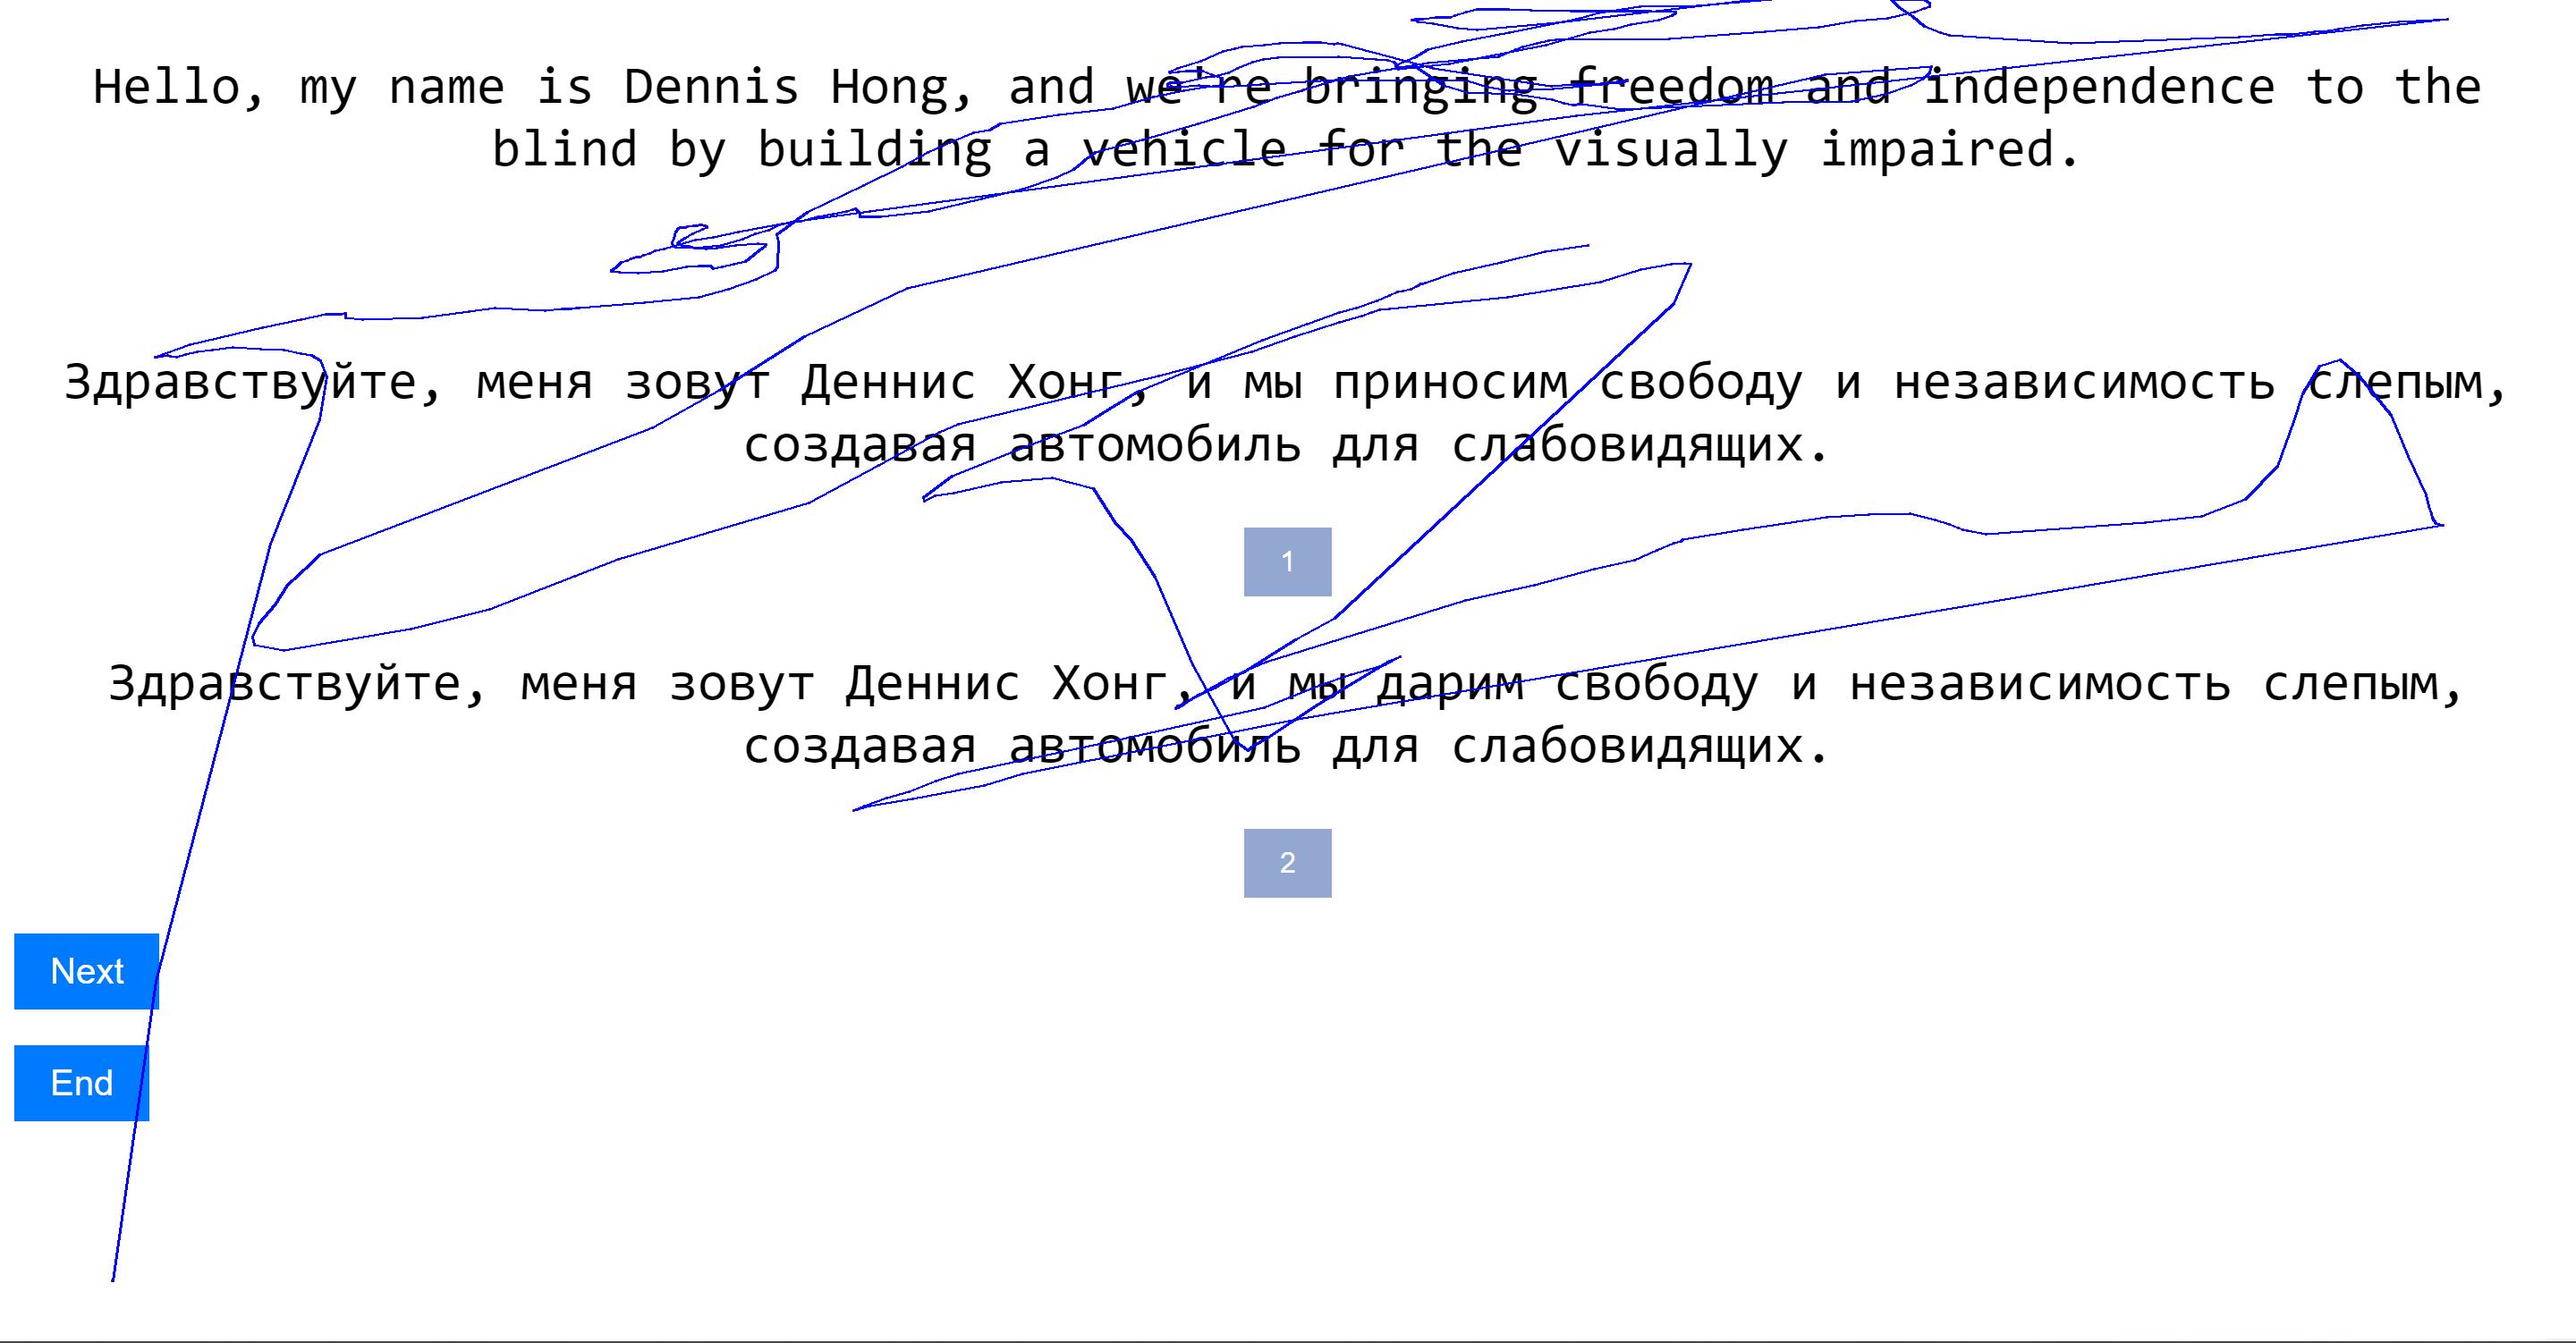 Hello, my name is Dennis Hong, and we're bringing freedom and independence to the
blind by building a vehicle for the visually impaired.
Здравствуйте, меня зовут Деннис Хонг, и мы приносим свободу и независимость слепым,
создавая автомобиль для слабовидящих.
1
Здравствуйте, меня зовут Деннис Хонг, и мы дарим свободу и независимость слепым,
создавая автомобиль для слабовидящих.
2
Next
End